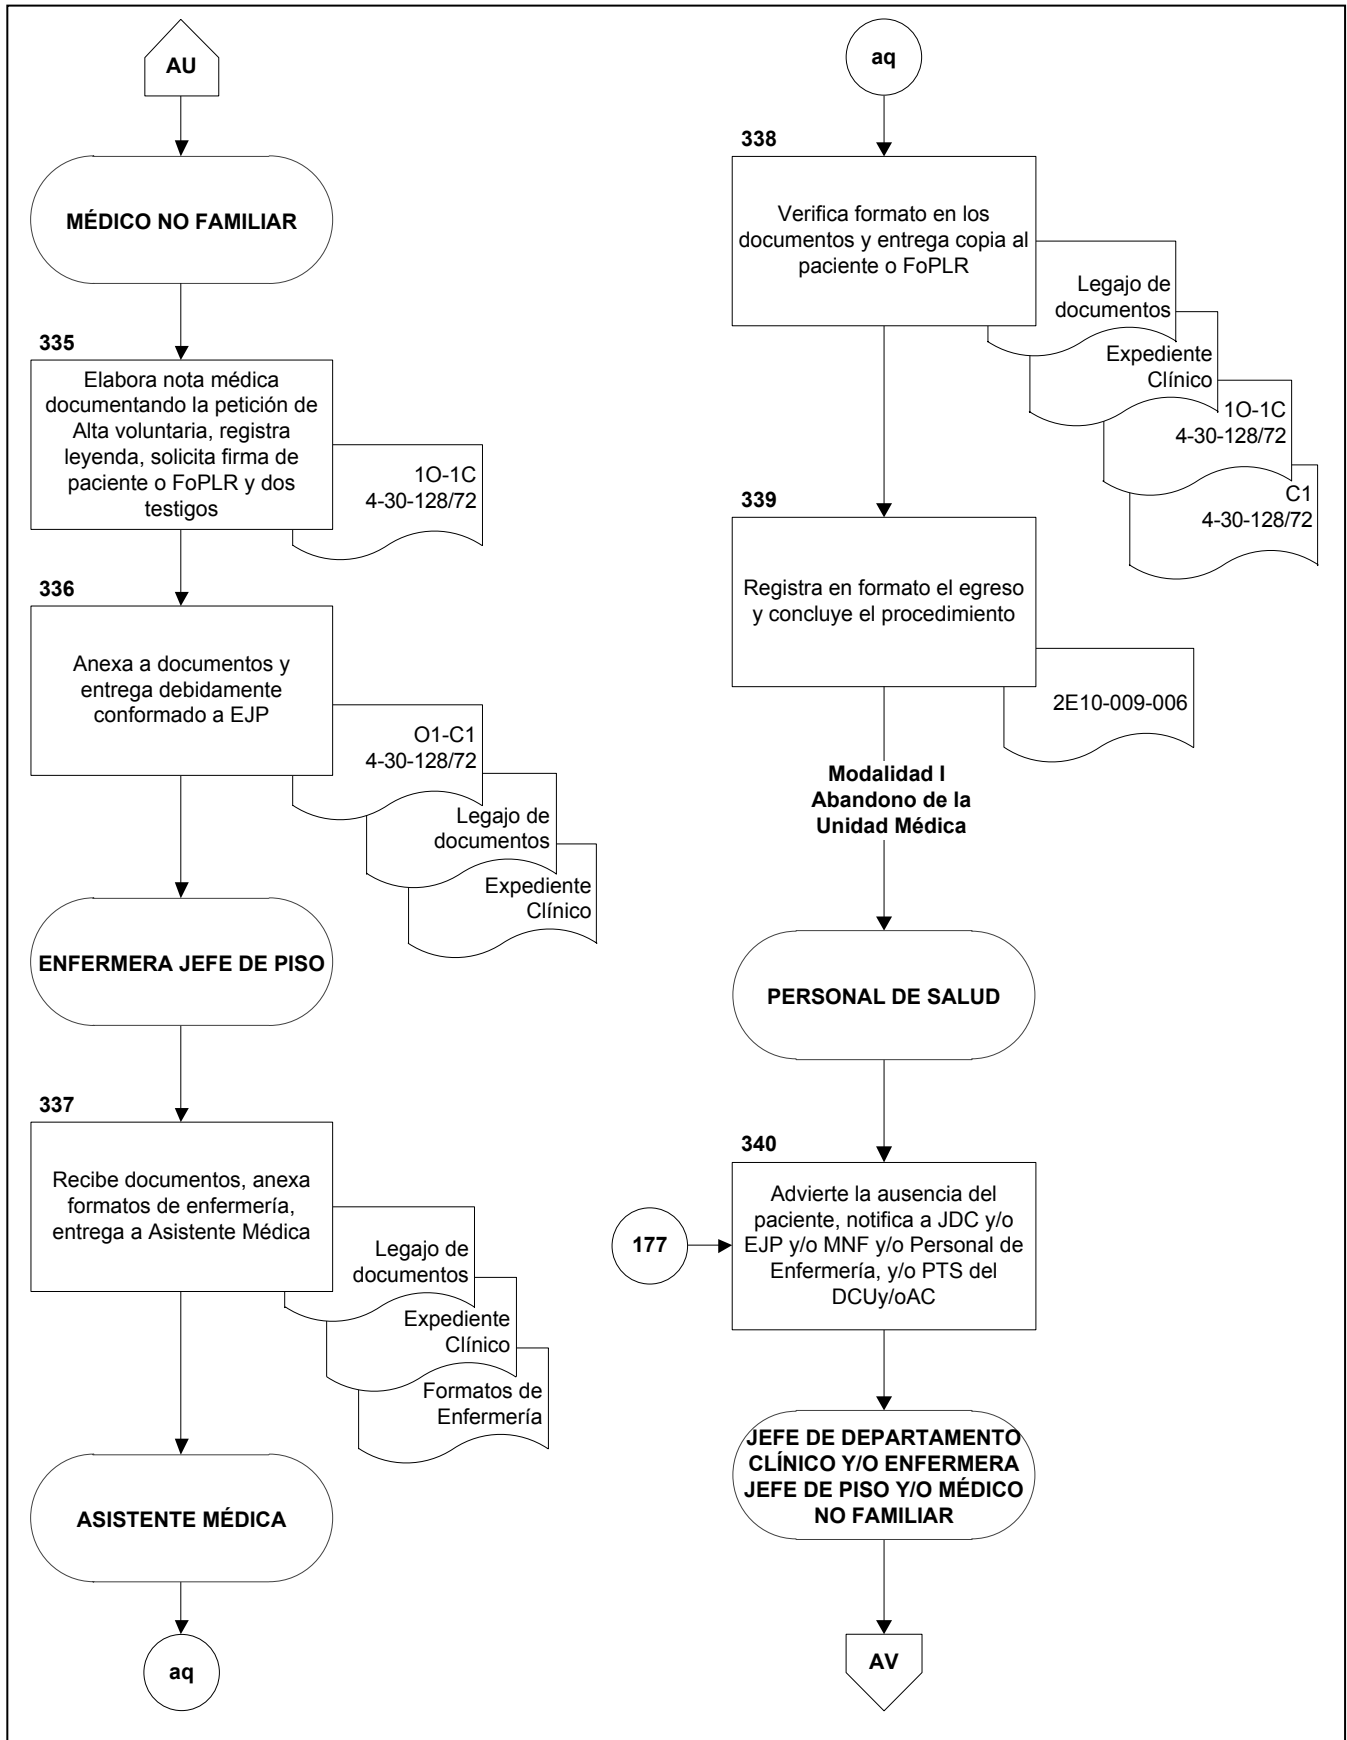 AU
MÉDICO NO FAMILIAR
335
Elabora nota médica
documentando la petición de
Alta voluntaria, registra
leyenda, solicita firma de
paciente o FoPLR y dos
testigos
1O-1C
4-30-128/72
336
Anexa a documentos y
entrega debidamente
conformado a EJP
O1-C1
4-30-128/72
Legajo de
documentos
Expediente
Clínico
ENFERMERA JEFE DE PISO
337
Recibe documentos, anexa
formatos de enfermería,
entrega a Asistente Médica
Legajo de
documentos
Expediente
Clínico
Formatos de
Enfermería
ASISTENTE MÉDICA
aq
aq
338
Verifica formato en los
documentos y entrega copia al
paciente o FoPLR
Legajo de
documentos
Expediente
Clínico
1O-1C
4-30-128/72
C1
4-30-128/72
339
Registra en formato el egreso
y concluye el procedimiento
2E10-009-006
Modalidad I
Abandono de la
Unidad Médica
PERSONAL DE SALUD
340
Advierte la ausencia del
paciente, notifica a JDC y/o
EJP y/o MNF y/o Personal de
Enfermería, y/o PTS del
DCUy/oAC
177
JEFE DE DEPARTAMENTO
CLÍNICO Y/O ENFERMERA
JEFE DE PISO Y/O MÉDICO
NO FAMILIAR
AV